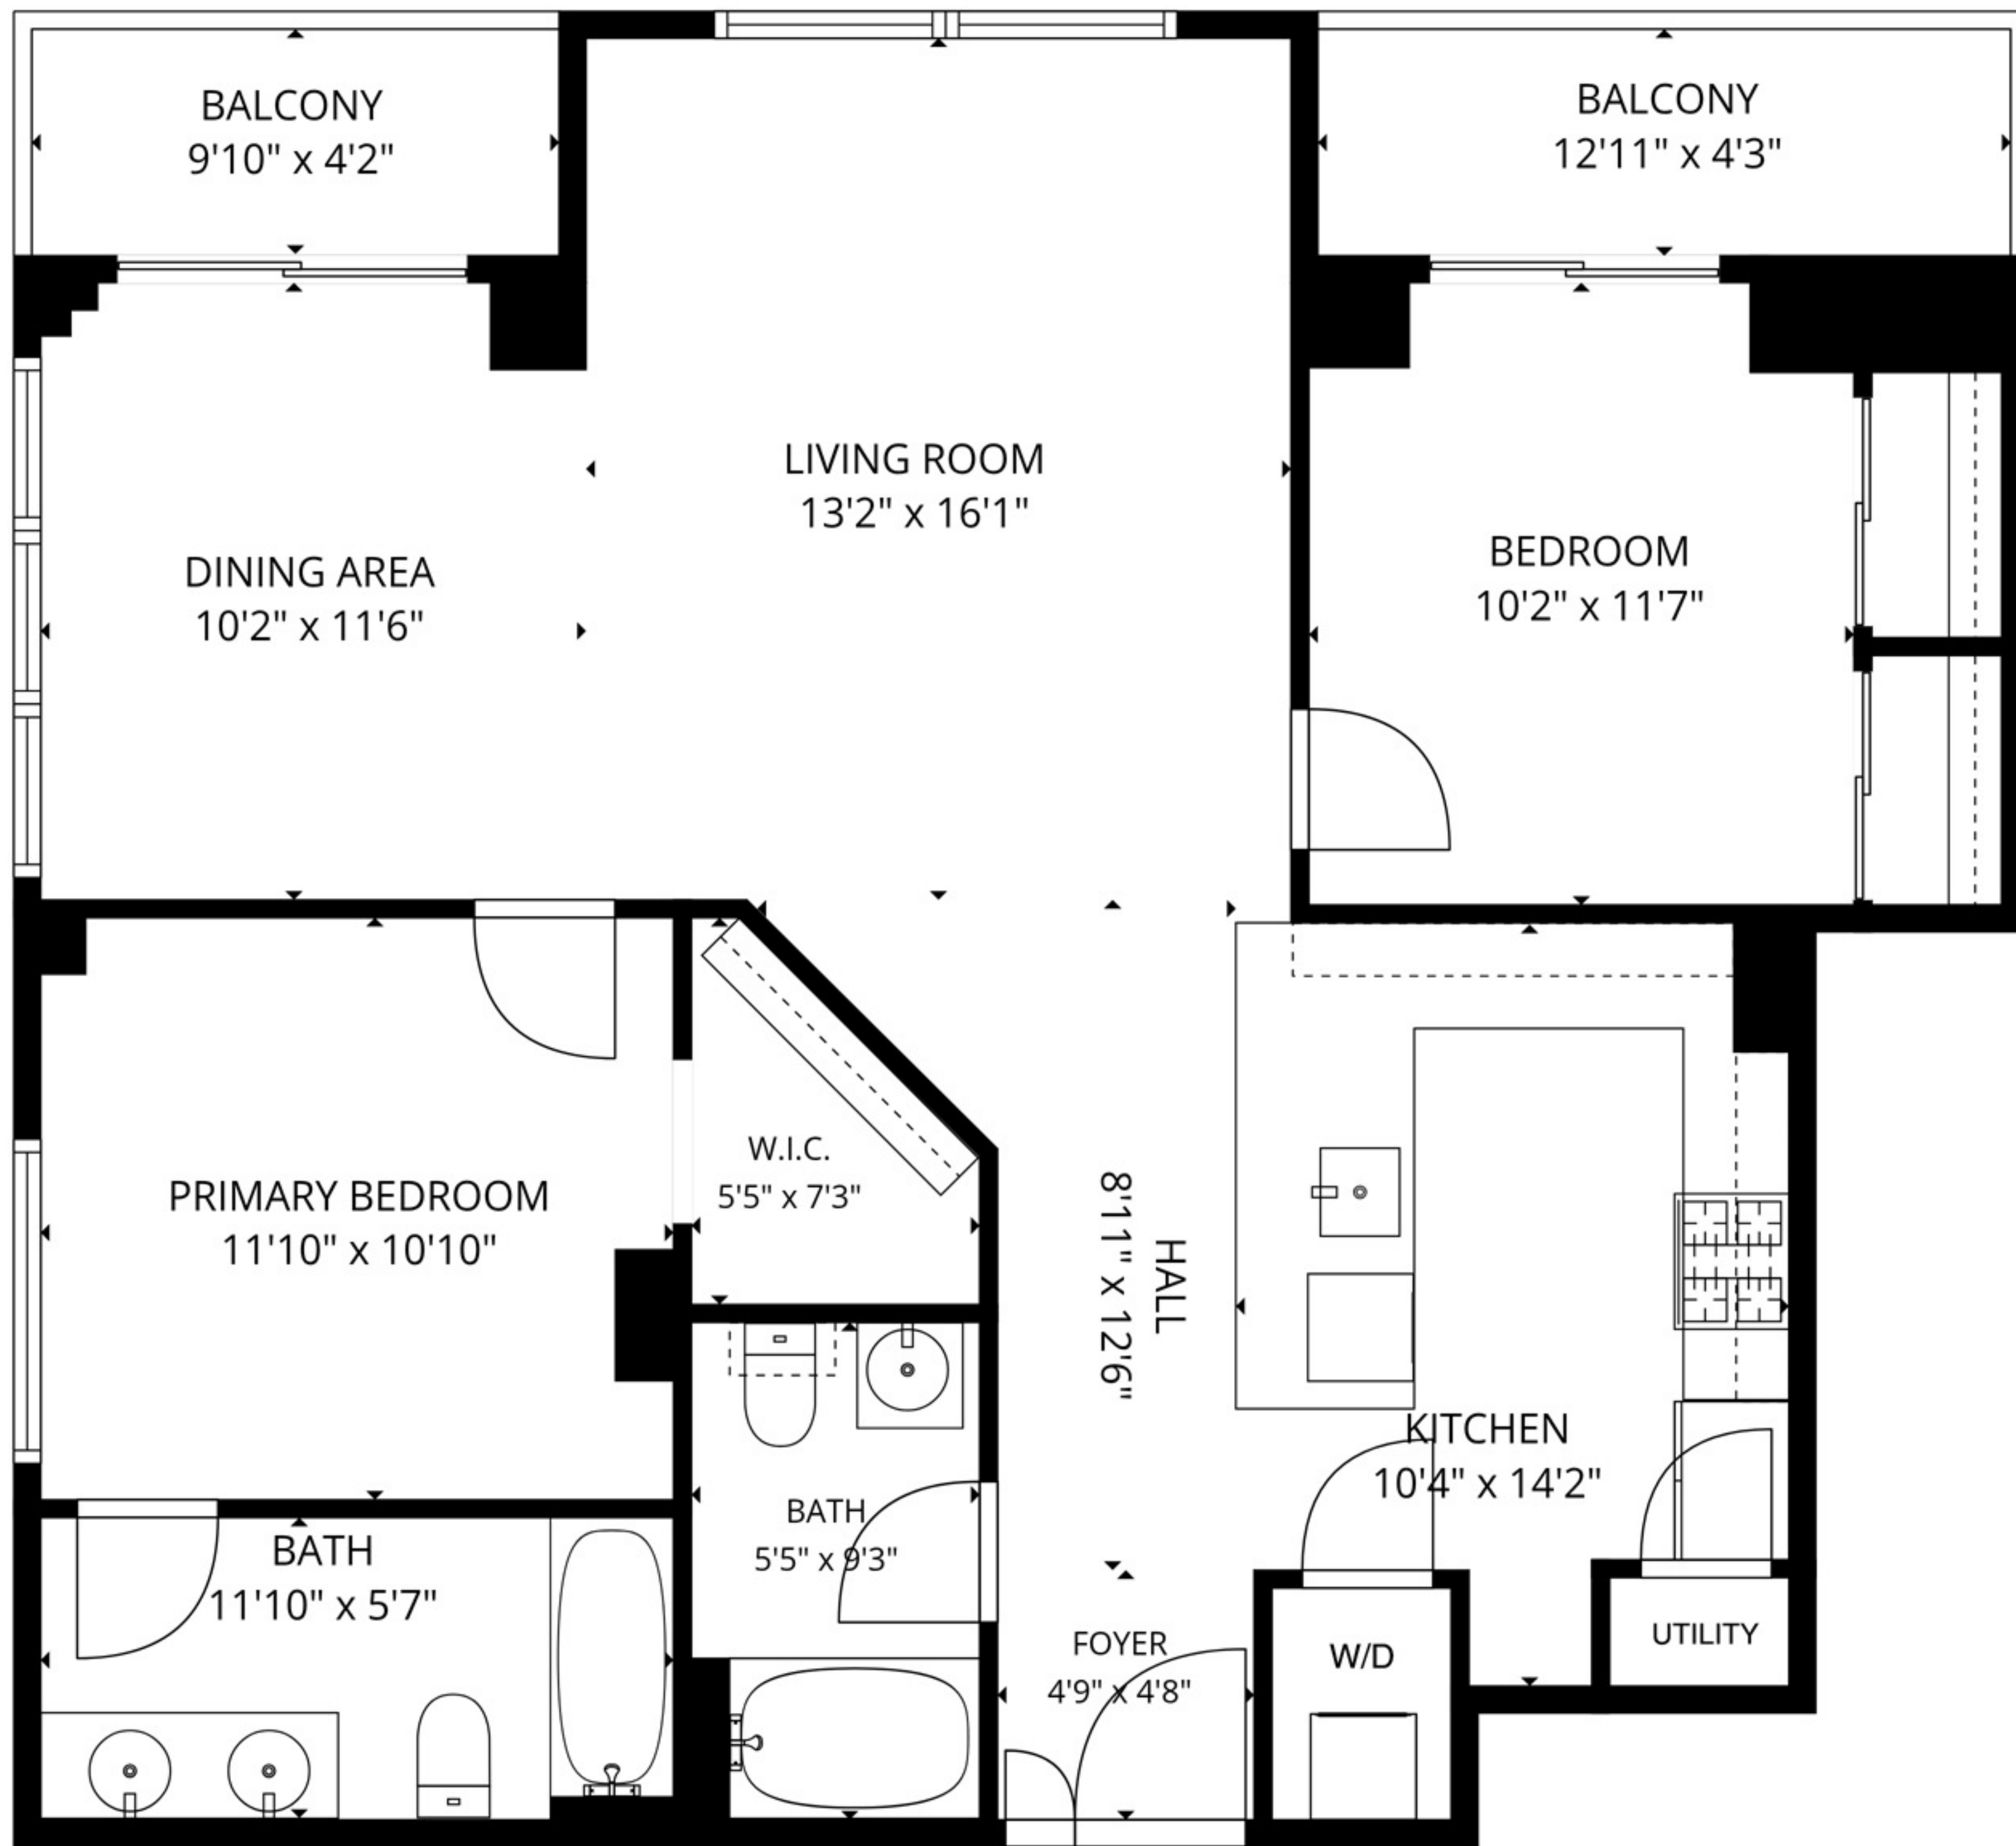 BALCONY
9'10" x 4'2"
BALCONY
12'11" x 4'3"
LIVING ROOM
13'2" x 16'1"
DINING AREA
10'2" x 11'6"
BEDROOM
10'2" x 11'7"
PRIMARY BEDROOM
11'10" x 10'10"
W.I.C.
5'5" x 7'3"
HALL
8'11" x 12'6"
KITCHEN
10'4" x 14'2"
BATH
11'10" x 5'7"
BATH
5'5" x 9'3"
FOYER
4'9" x 4'8"
W/D
UTILITY